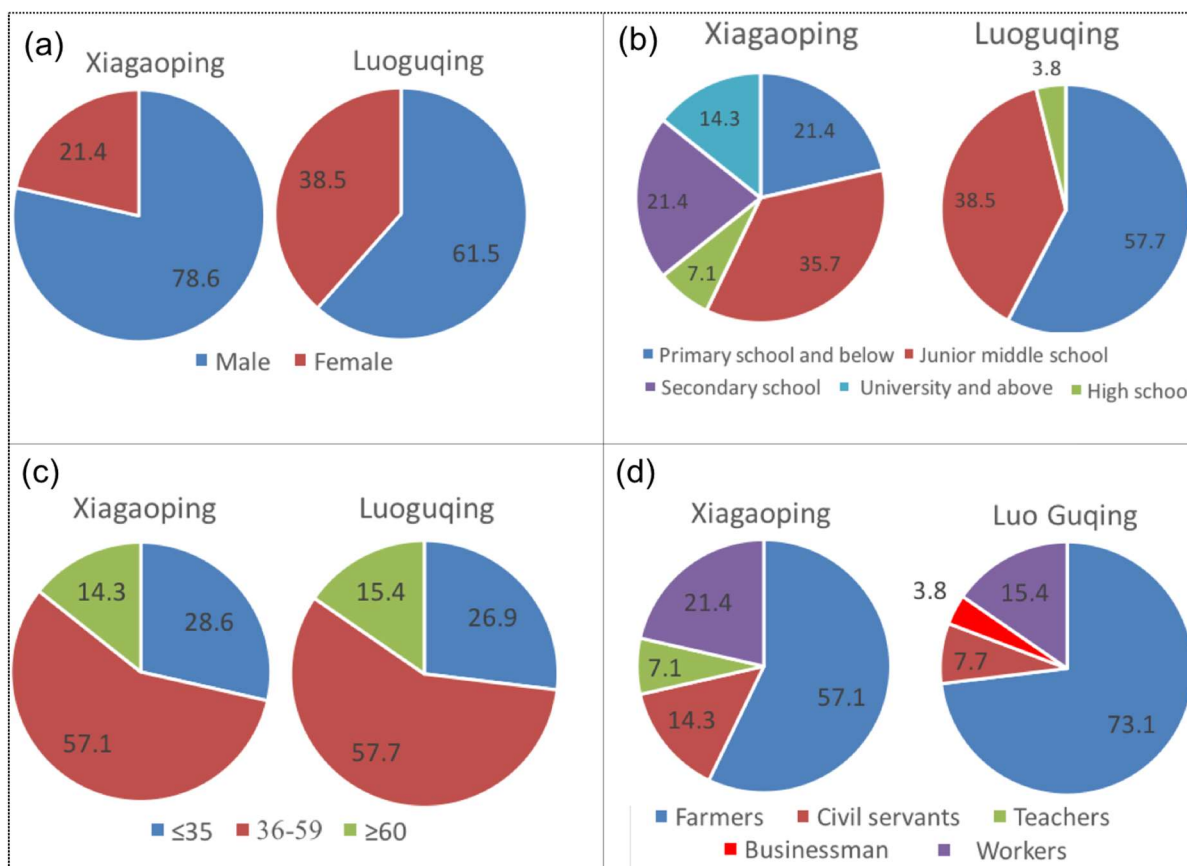 (a)
Xiagaoping Luoguqing
21.4
78.6
38.5
61.5
Male Female
(b)
Xiagaoping Luoguqing
14.3
21.4
21.4
7.1
35.7
3.8
38.5
57.7
Primary school and below Junior middle school
Secondary school University and above High school
(c)
Xiagaoping Luoguqing
14.3
28.6
57.1
15.4
26.9
57.7
≤35 36-59 ≥60
(d)
Xiagaoping Luo Guqing
21.4
7.1
14.3
57.1
3.8
15.4
7.7
73.1
Farmers Civil servants Teachers
Businessman Workers